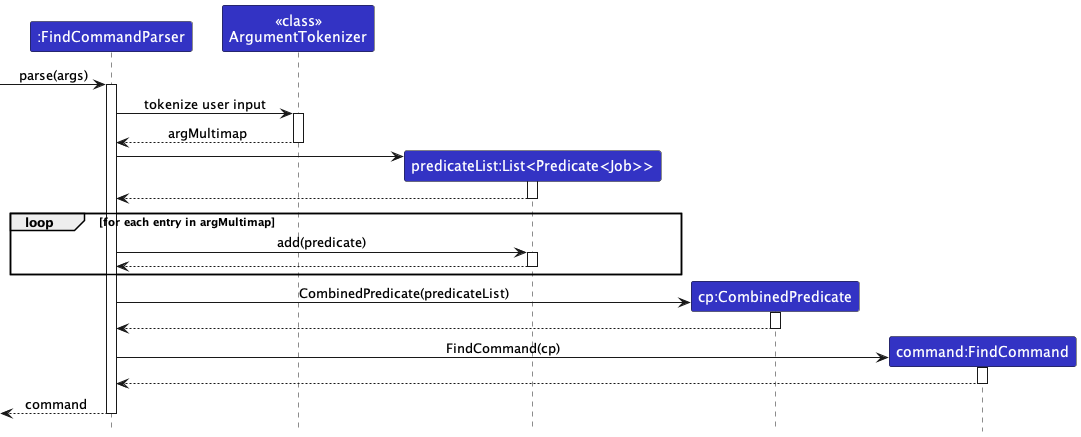 «class»
:FindCommandParser
ArgumentTokenizer
parse(args)
tokenize user input
argMultimap
predicateList:List<Predicate<Job>>
loop
[for each entry in argMultimap]
add(predicate)
CombinedPredicate(predicateList)
cp:CombinedPredicate
FindCommand(cp)
command:FindCommand
command